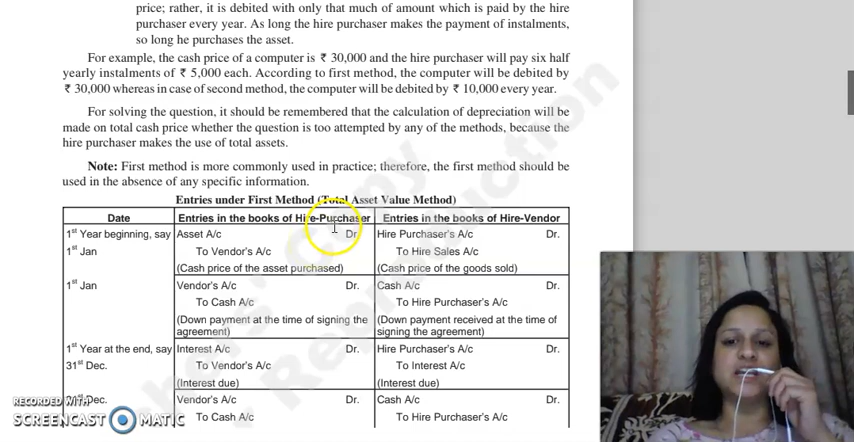 price; rather, it is debited with only that much of amount which is paid by the hire
purchaser every year. As long the hire purchaser makes the payment of instalments,
so long he purchases the asset.
For example, the cash price of a computer is ₹ 30,000 and the hire purchaser will pay six half
yearly instalments of ₹ 5,000 each. According to first method, the computer will be debited by
₹ 30,000 whereas in case of second method, the computer will be debited by ₹ 10,000 every year.
For solving the question, it should be remembered that the calculation of depreciation will be
made on total cash price whether the question is too attempted by any of the methods, because the
hire purchaser makes the use of total assets.
Note: First method is more commonly used in practice; therefore, the first method should be
used in the absence of any specific information.
Entries under First Method (Total Asset Value Method)
Date Entries in the books of Hire-Purchaser Entries in the books of Hire-Vendor
1st Year beginning, say Asset A/c Dr. Hire Purchaser's A/c Dr.
1st Jan To Vendor's A/c To Hire Sales A/c
(Cash price of the asset purchased) (Cash price of the goods sold)
1st Jan Vendor's A/c Dr. Cash A/c Dr.
To Cash A/c To Hire Purchaser's A/c
(Down payment at the time of signing the (Down payment received at the time of
agreement) signing the agreement)
1st Year at the end, say Interest A/c Dr. Hire Purchaser's A/c Dr.
31st Dec. To Vendor's A/c To Interest A/c
(Interest due) (Interest due)
Dec. Vendor's A/c Dr. Cash A/c Dr.
To Cash A/c To Hire Purchaser's A/c
RECORDED WITH
SCREENCAST MATIC
Copy
Reproduction